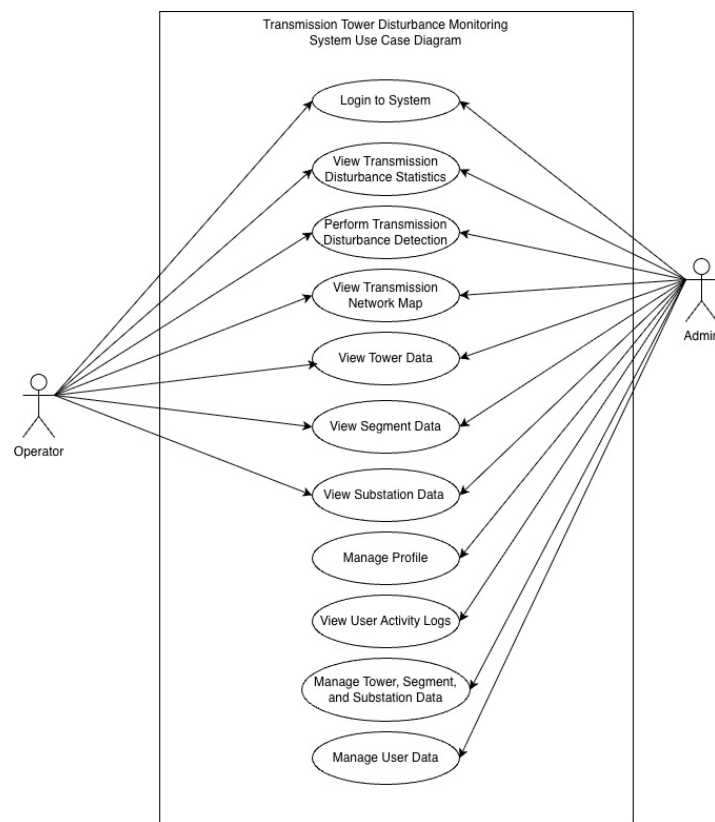 Transmission Tower Disturbance Monitoring
System Use Case Diagram
Login to System
View Transmission
Disturbance Statistics
Perform Transmission
Disturbance Detection
View Transmission
Network Map
Admin
View Tower Data
Operator
View Segment Data
View Substation Data
Manage Profile
View User Activity Logs
Manage Tower, Segment,
and Substation Data
Manage User Data